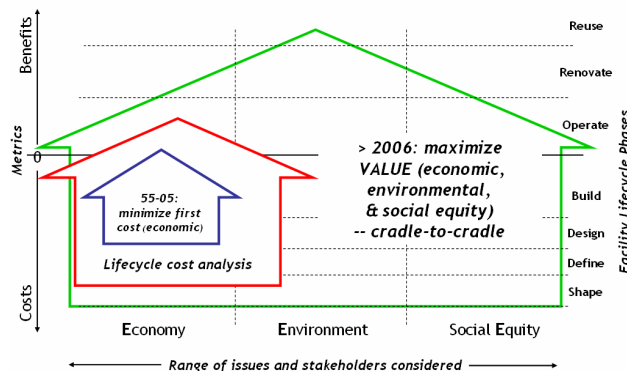 Benefits
Metrics
0
Costs
Reuse
Renovate
Operate
Build
Design
Define
Shape
Facility Lifecycle Phases
> 2006: maximize
VALUE (economic,
environmental,
& social equity)
-- cradle-to-cradle
55-05:
minimize first
cost (economic)
Lifecycle cost analysis
Economy
Environment
Social Equity
Range of issues and stakeholders considered